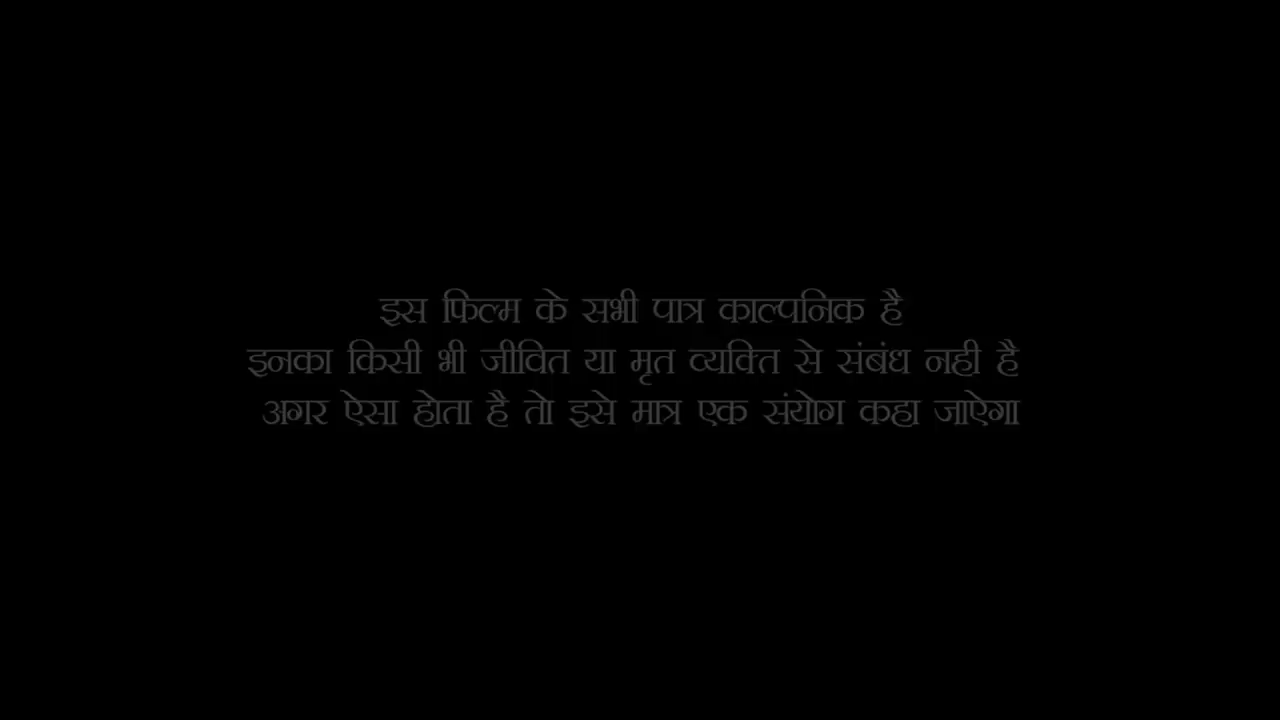 इस फिल्म के सभी पात्र काल्पनिक है
इनका किसी भी जीवित या मृत व्यक्ति से संबंध नही है
अगर ऐसा होता है तो इसे मात्र एक संयोग कहा जाऐगा